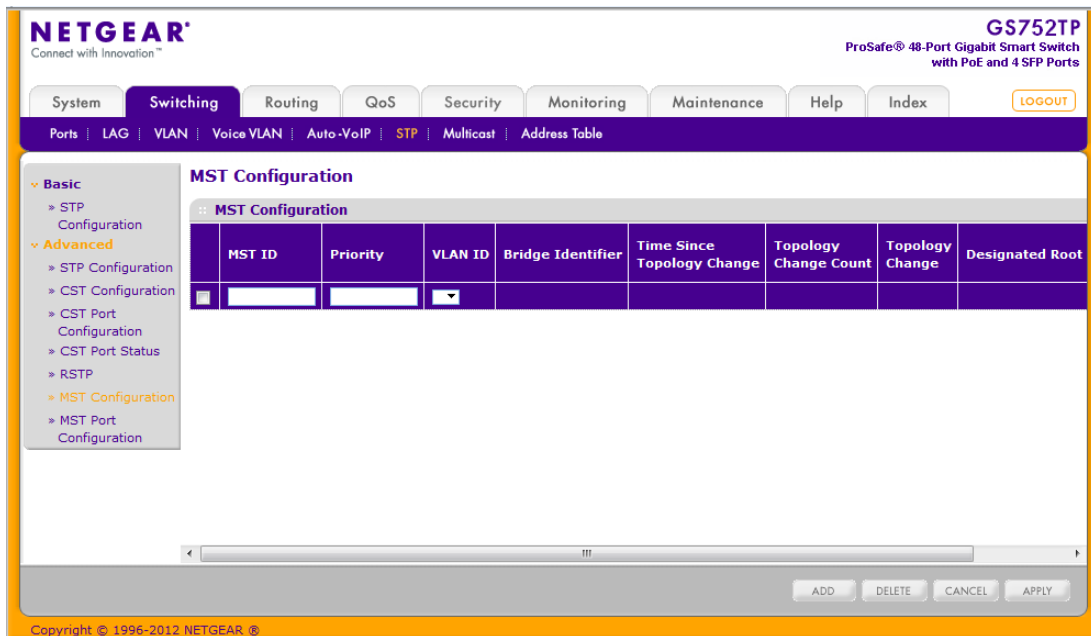 NETGEAR®
Connect with Innovation™
GS752TP
ProSafe® 48-Port Gigabit Smart Switch
with PoE and 4 SFP Ports
System Switching Routing QoS Security Monitoring Maintenance Help Index LOGOUT
Ports LAG VLAN Voice VLAN Auto-VoIP STP Multicast Address Table
Basic
» STP
Configuration
Advanced
» STP Configuration
» CST Configuration
» CST Port
Configuration
» CST Port Status
» RSTP
» MST Configuration
» MST Port
Configuration
MST Configuration
MST Configuration
MST ID Priority VLAN ID Bridge Identifier Time Since Topology Change Topology Change Count Topology Change Designated Root
ADD DELETE CANCEL APPLY
Copyright © 1996-2012 NETGEAR ®